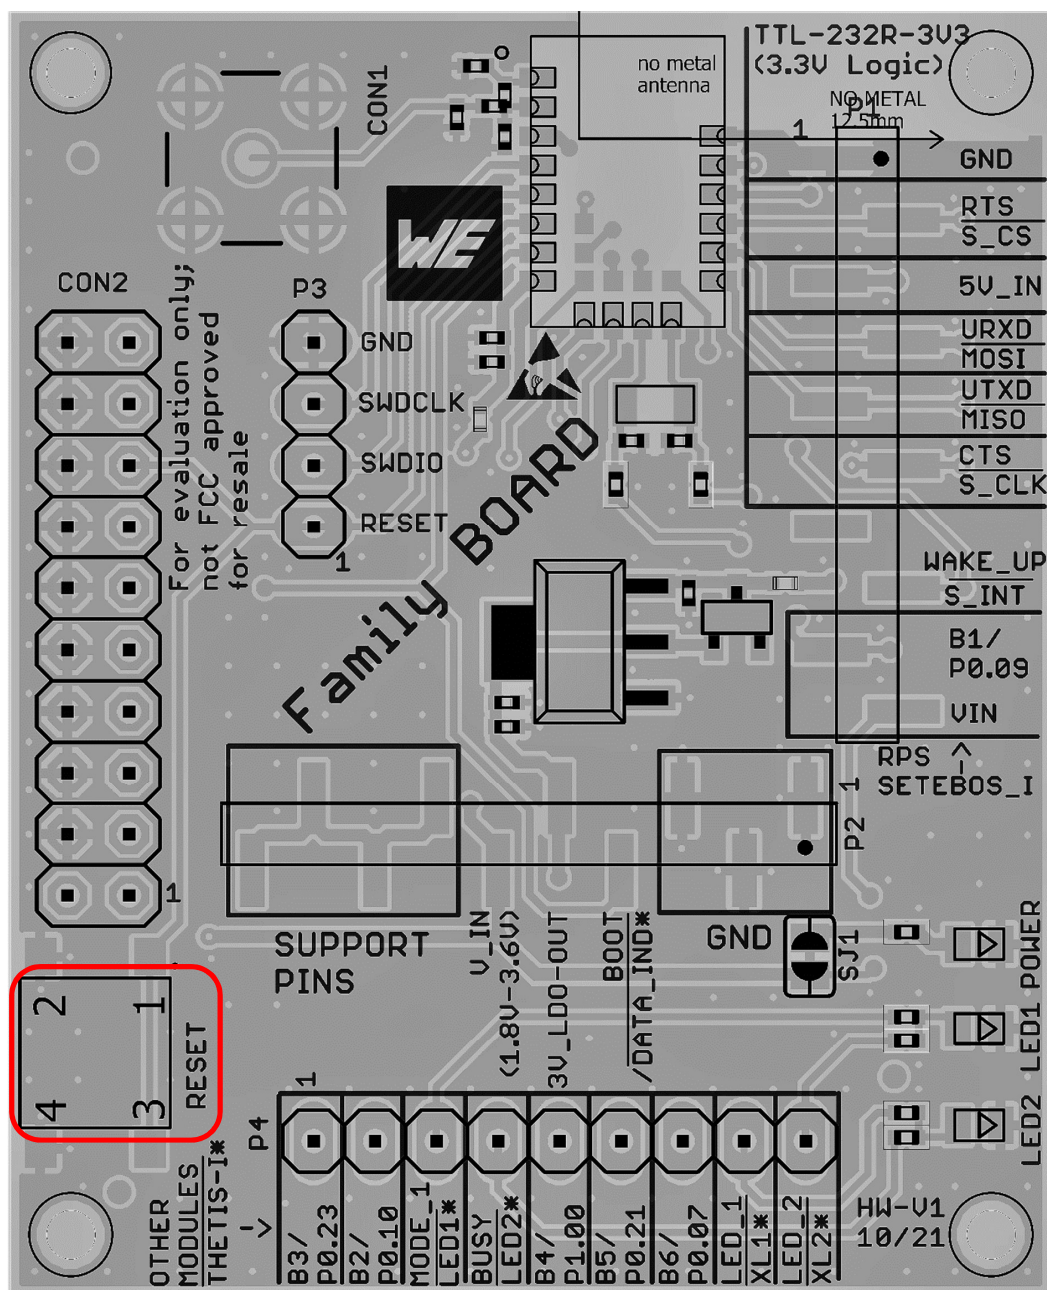 TTL-232R-3V3
(3.3V Logic)
no metal
antenna
NO METAL
12.5mm
P1
1
CON1
GND
RTS
S_CS
5V_IN
URXD
MOSI
UTXD
MISO
CTS
S_CLK
WAKE_UP
S_INT
B1/
P0.09
VIN
RPS ->
SETEBOS_I
WE
CON2
1
P3
GND
SWDCLK
SWDIO
RESET
1
For evaluation only;
not FCC approved
for resale
Family BOARD
SUPPORT
PINS
1
P2
V_IN
(1.8V-3.6V)
3V_LDO-OUT
BOOT
/DATA_IND*
GND
SJ1
POWER
LED1
LED2
2 1
4 3
RESET
P4
1
OTHER
MODULES
THETIS-I*
->
B3/
P0.23
B2/
P0.10
MODE_1
LED1*
BUSY
LED2*
B4/
P1.00
B5/
P0.21
B6/
P0.07
LED_1
XL1*
LED_2
XL2*
HW-V1
10/21